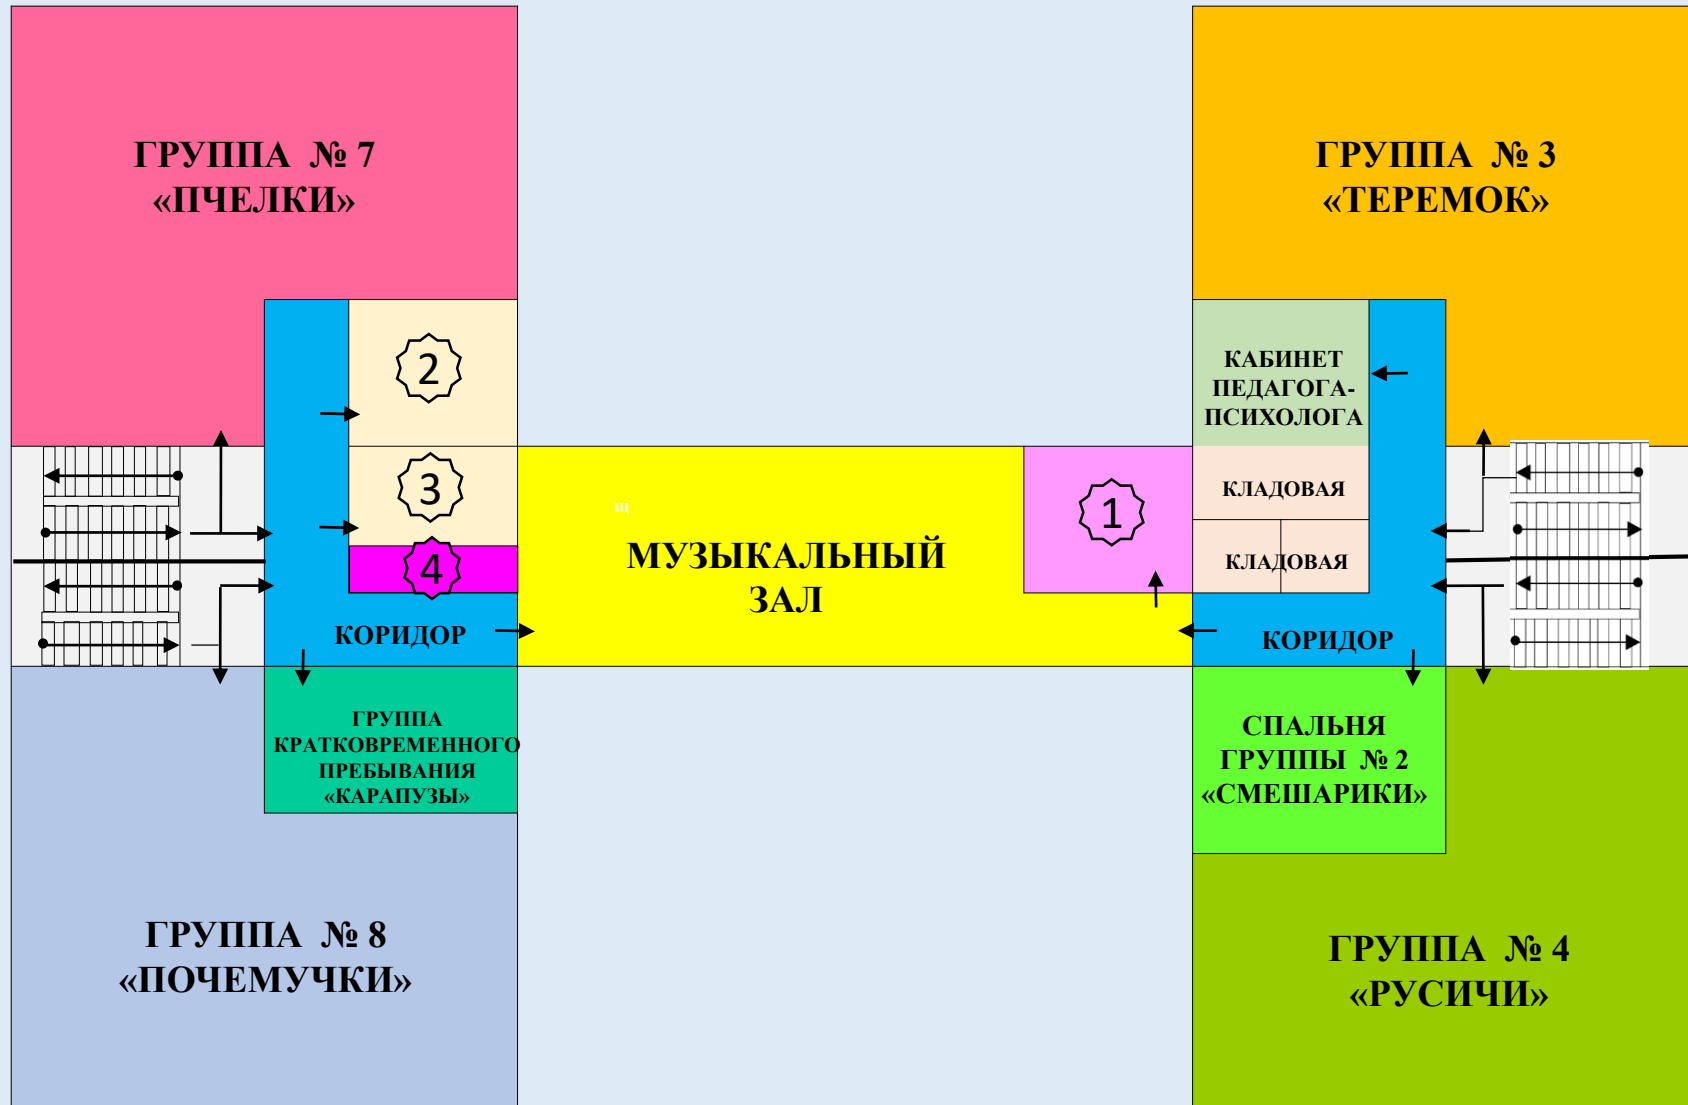 ГРУППА № 7
«ПЧЕЛКИ»
ГРУППА № 3
«ТЕРЕМОК»
2
КАБИНЕТ
ПЕДАГОГА-
ПСИХОЛОГА
3
1
КЛАДОВАЯ
щ
МУЗЫКАЛЬНЫЙ
ЗАЛ
4
КЛАДОВАЯ
КОРИДОР
КОРИДОР
ГРУППА
КРАТКОВРЕМЕННОГО
ПРЕБЫВАНИЯ
«КАРАПУЗЫ»
СПАЛЬНЯ
ГРУППЫ № 2
«СМЕШАРИКИ»
ГРУППА № 8
«ПОЧЕМУЧКИ»
ГРУППА № 4
«РУСИЧИ»